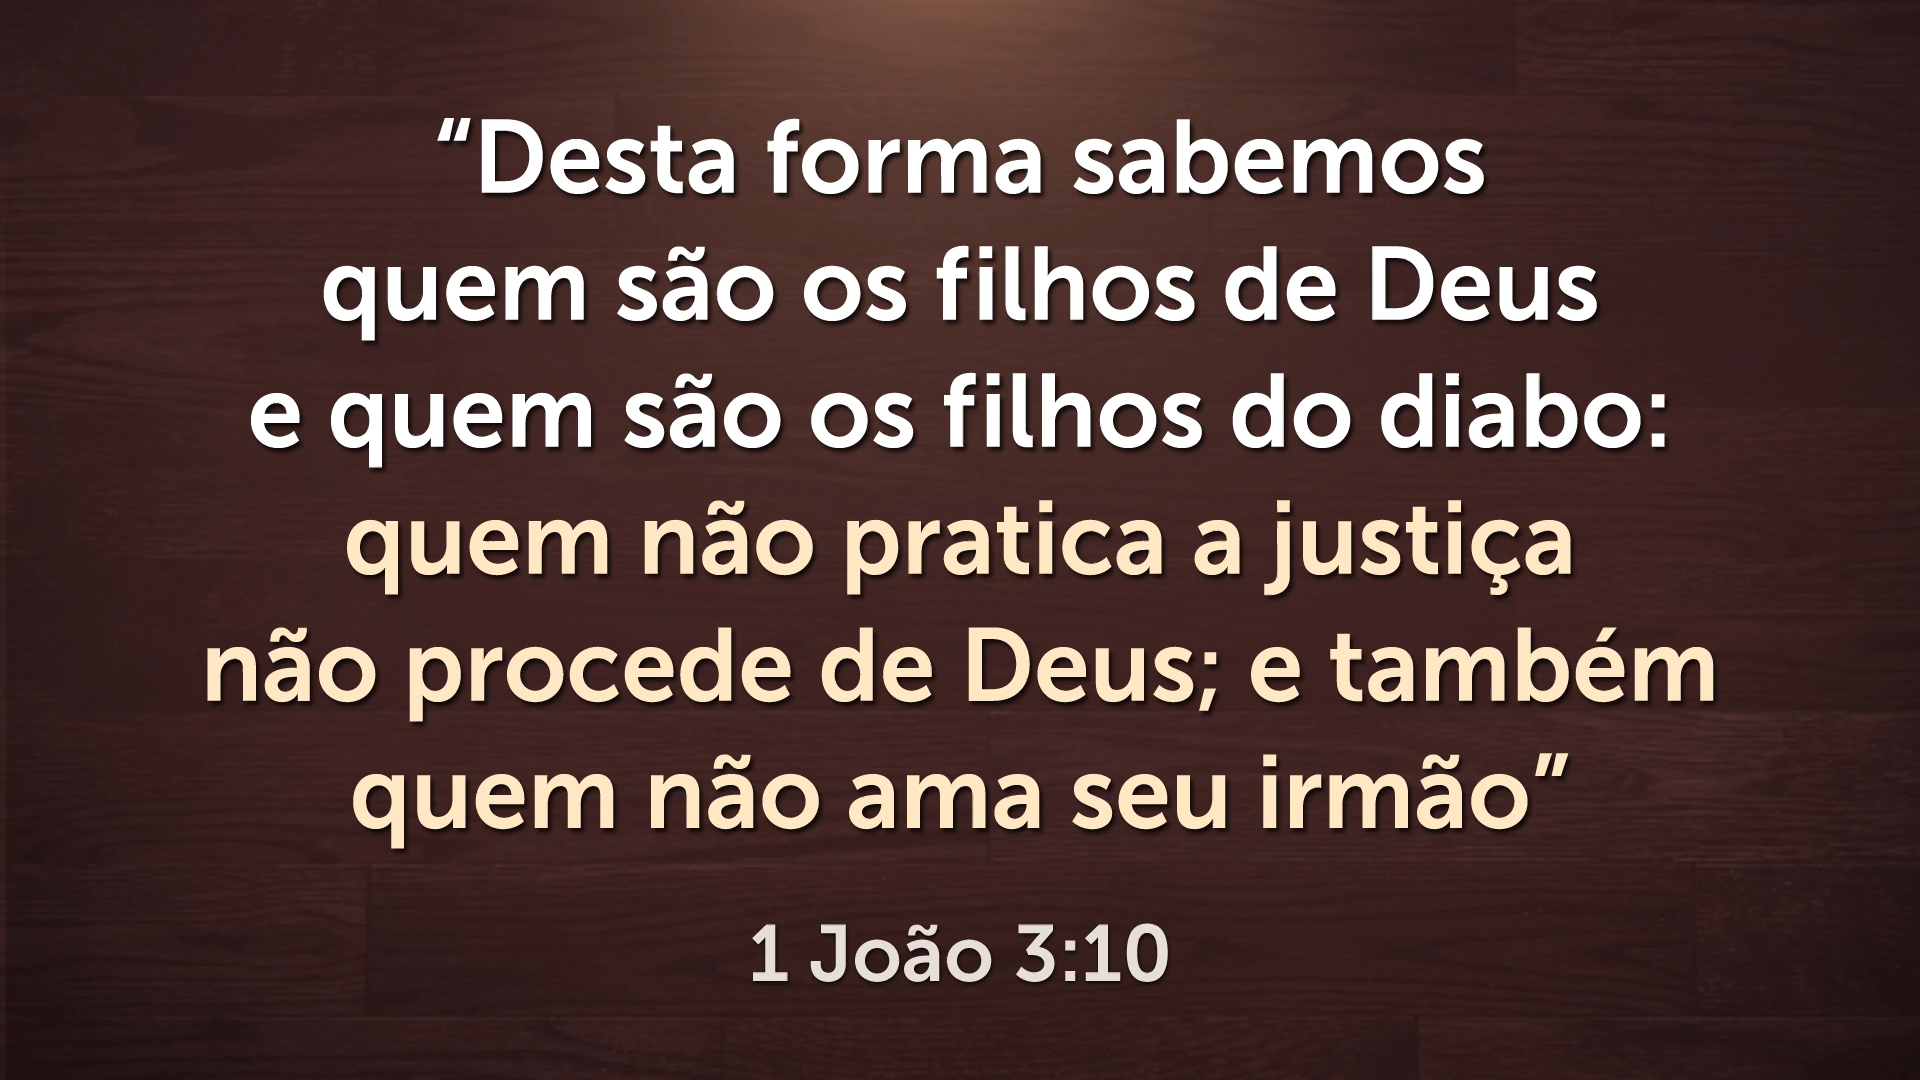 “Desta forma sabemos
quem são os filhos de Deus
e quem são os filhos do diabo:
quem não pratica a justiça
não procede de Deus; e também
quem não ama seu irmão”
1 João 3:10